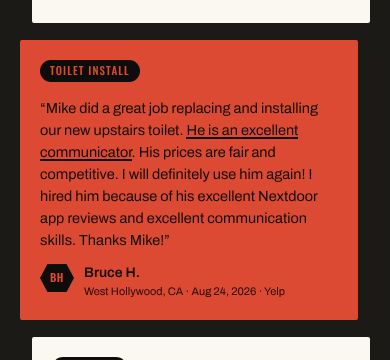 TOILET INSTALL
“Mike did a great job replacing and installing
our new upstairs toilet. He is an excellent
communicator. His prices are fair and
competitive. I will definitely use him again! I
hired him because of his excellent Nextdoor
app reviews and excellent communication
skills. Thanks Mike!”
BH
Bruce H.
West Hollywood, CA · Aug 24, 2026 · Yelp